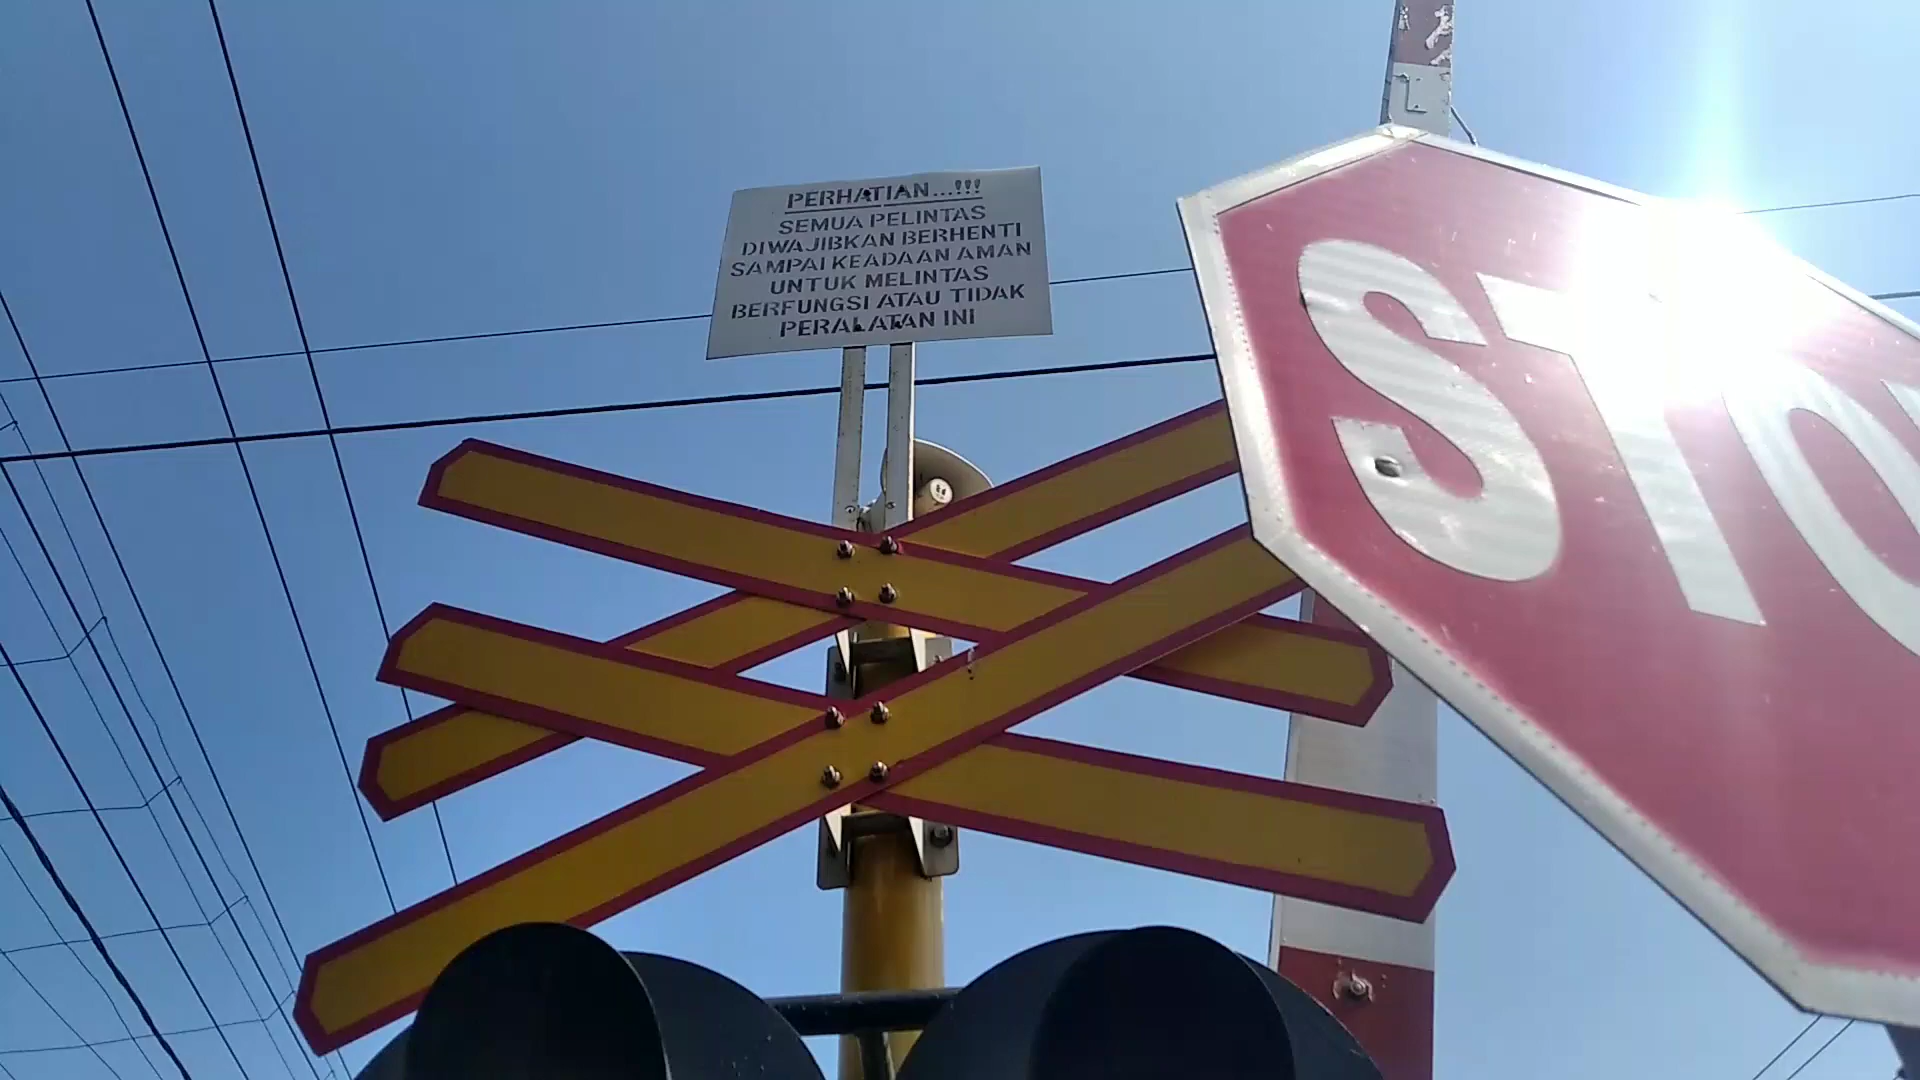 PERHATIAN...!!!
SEMUA PELINTAS
DIWAJIBKAN BERHENTI
SAMPAI KEADAAN AMAN
UNTUK MELINTAS
BERFUNGSI ATAU TIDAK
PERALATAN INI
STO